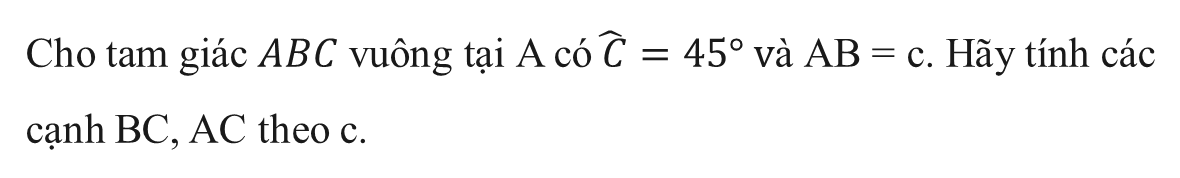 Cho tam giác ABC vuông tại A có Ĉ = 45° và AB = c. Hãy tính các
cạnh BC, AC theo c.